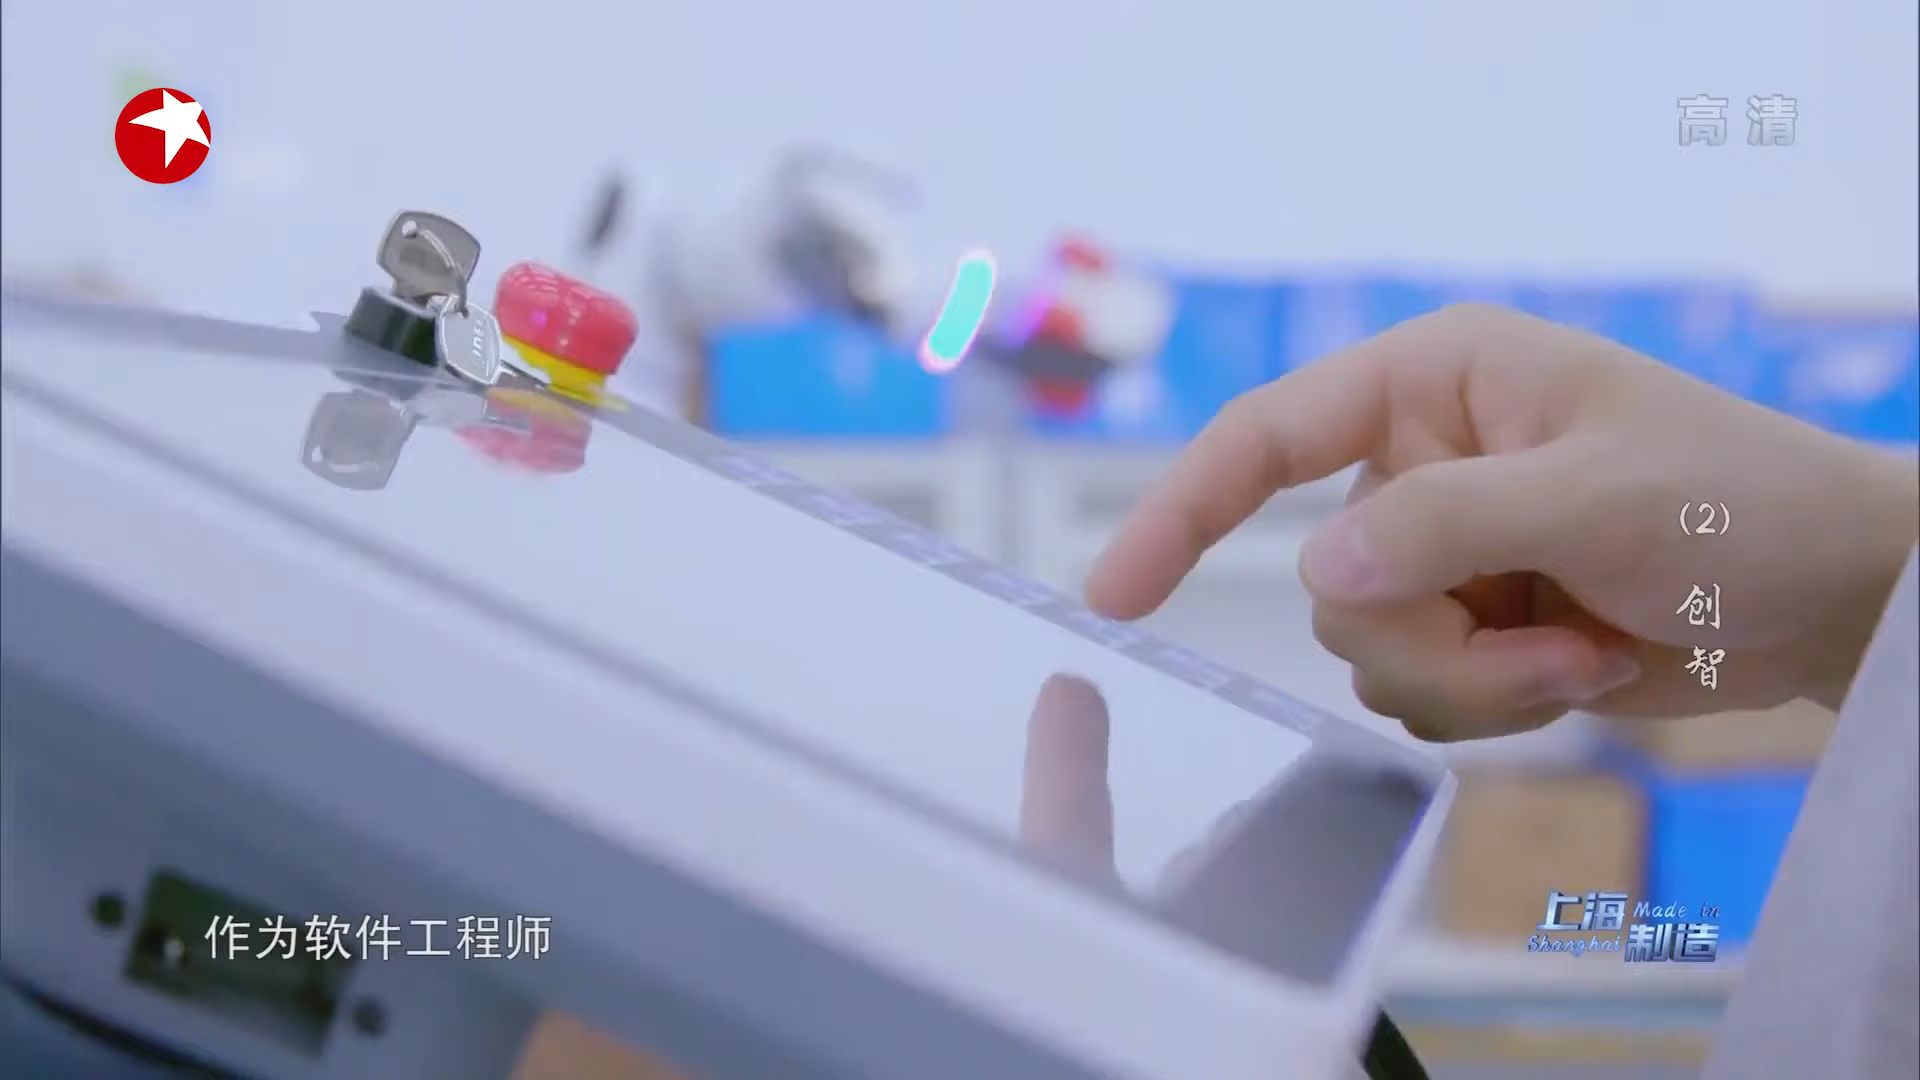 高清
(2)
创智
上海 Made in
Shanghai 制造
作为软件工程师